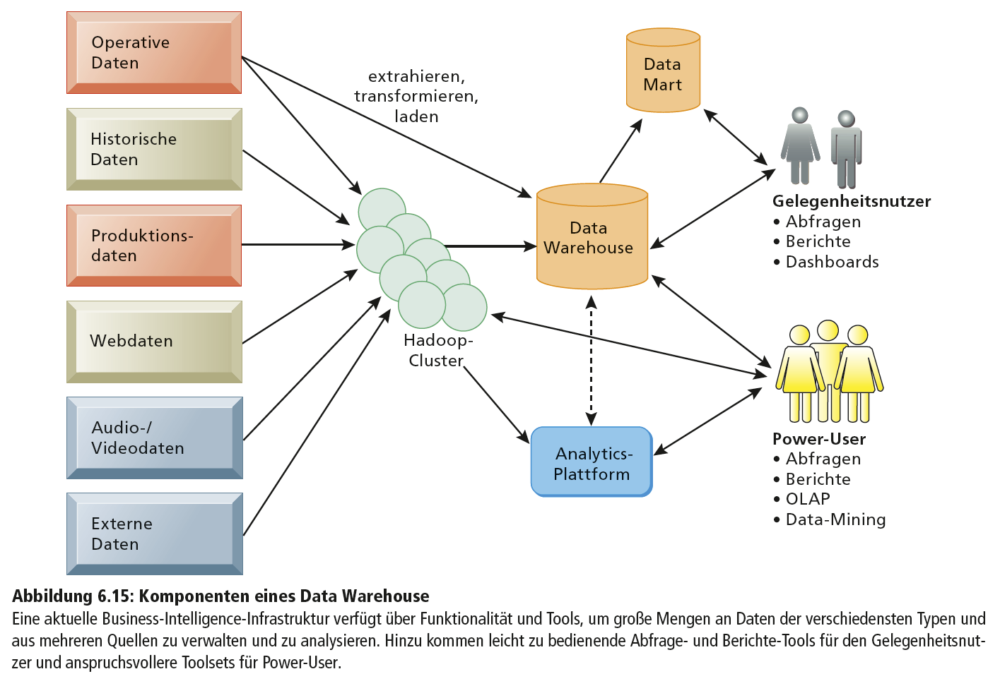 Operative
Daten
extrahieren,
transformieren,
laden
Data
Mart
Historische
Daten
Gelegenheitsnutzer
• Abfragen
• Berichte
• Dashboards
Produktions-
daten
Data
Warehouse
Webdaten
Hadoop-
Cluster
Audio-/
Videodaten
Analytics-
Plattform
Power-User
• Abfragen
• Berichte
• OLAP
• Data-Mining
Externe
Daten
Abbildung 6.15: Komponenten eines Data Warehouse
Eine aktuelle Business-Intelligence-Infrastruktur verfügt über Funktionalität und Tools, um große Mengen an Daten der verschiedensten Typen und
aus mehreren Quellen zu verwalten und zu analysieren. Hinzu kommen leicht zu bedienende Abfrage- und Berichte-Tools für den Gelegenheitsnut-
zer und anspruchsvollere Toolsets für Power-User.